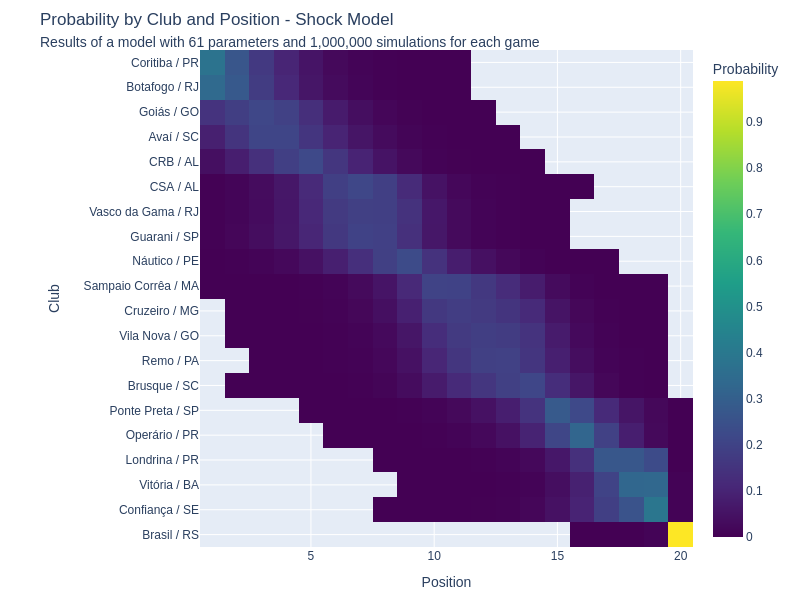 Probability by Club and Position - Shock Model
Results of a model with 61 parameters and 1,000,000 simulations for each game
Probability
Coritiba / PR
Botafogo / RJ
Goiás / GO
Avaí / SC
CRB / AL
CSA / AL
Vasco da Gama / RJ
Guarani / SP
Náutico / PE
Sampaio Corrêa / MA
Cruzeiro / MG
Vila Nova / GO
Remo / PA
Brusque / SC
Ponte Preta / SP
Operário / PR
Londrina / PR
Vitória / BA
Confiança / SE
Brasil / RS
Club
5
10
15
20
Position
0.9
0.8
0.7
0.6
0.5
0.4
0.3
0.2
0.1
0